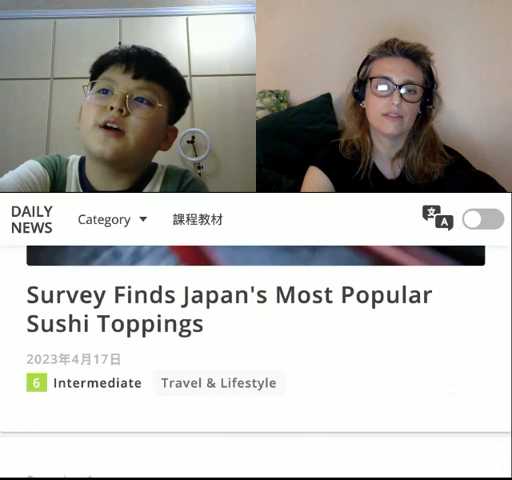 DAILY
NEWS
Category
課程教材
文
A
Survey Finds Japan's Most Popular
Sushi Toppings
2023年4月17日
6 Intermediate Travel & Lifestyle